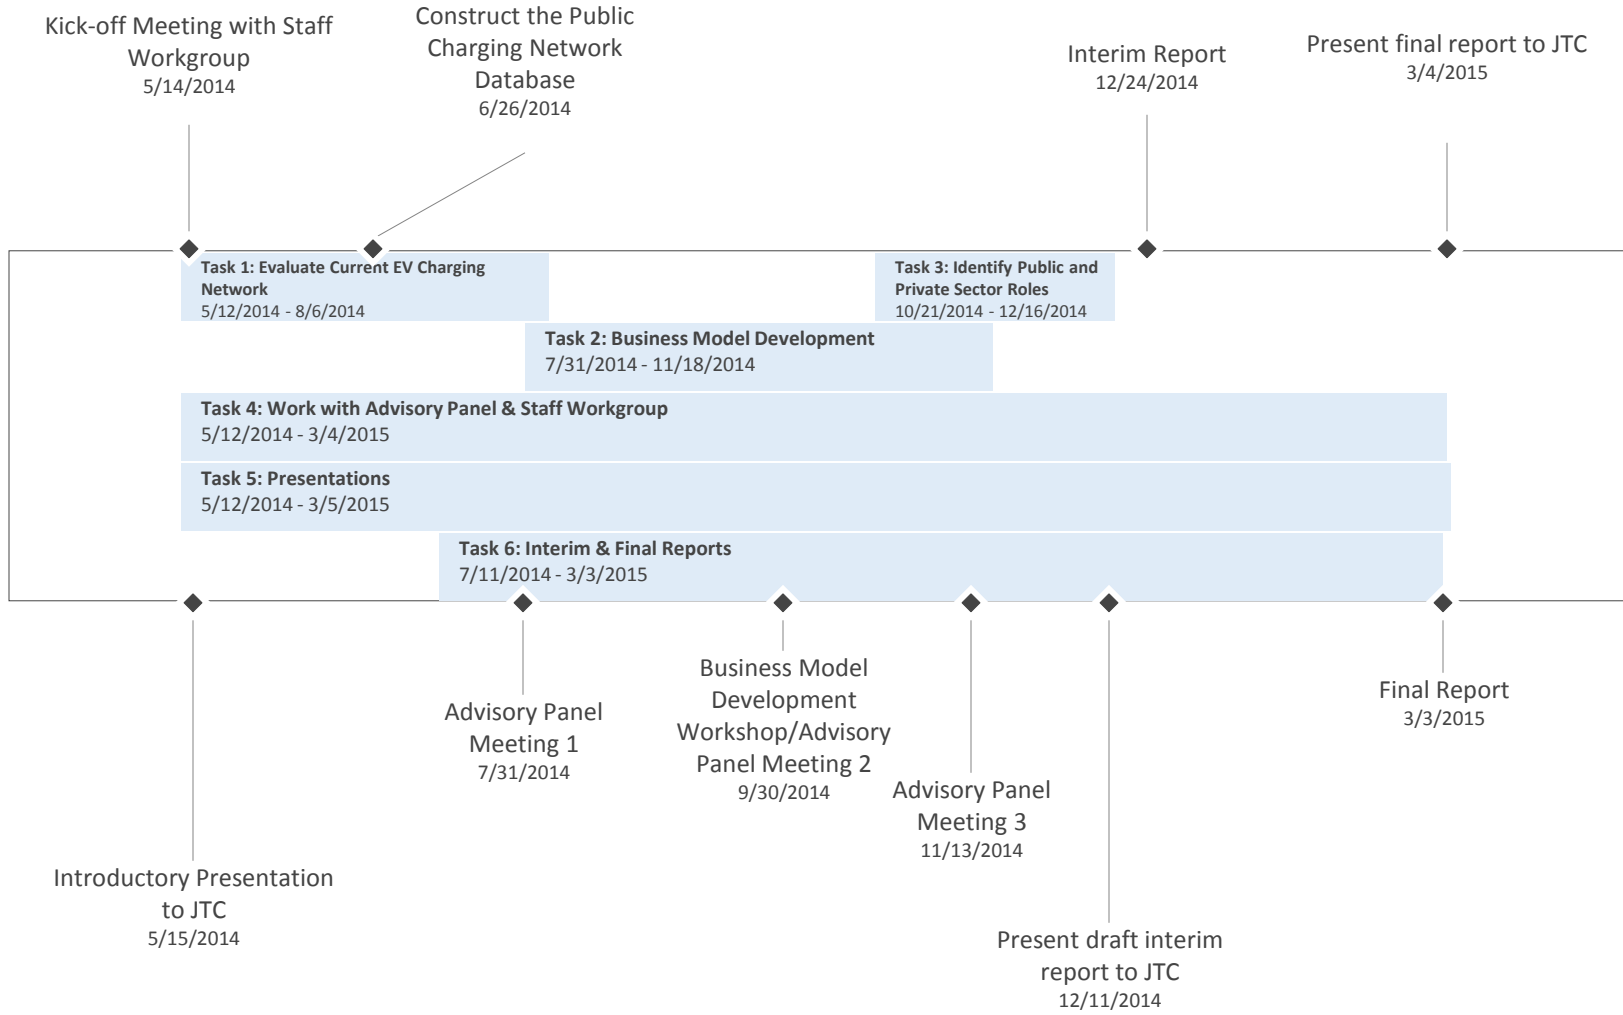 Kick-off Meeting with Staff
Workgroup
5/14/2014
Construct the Public
Charging Network
Database
6/26/2014
Interim Report
12/24/2014
Present final report to JTC
3/4/2015
Task 1: Evaluate Current EV Charging
Network
5/12/2014 - 8/6/2014
Task 3: Identify Public and
Private Sector Roles
10/21/2014 - 12/16/2014
Task 2: Business Model Development
7/31/2014 - 11/18/2014
Task 4: Work with Advisory Panel & Staff Workgroup
5/12/2014 - 3/4/2015
Task 5: Presentations
5/12/2014 - 3/5/2015
Task 6: Interim & Final Reports
7/11/2014 - 3/3/2015
Introductory Presentation
to JTC
5/15/2014
Advisory Panel
Meeting 1
7/31/2014
Business Model
Development
Workshop/Advisory
Panel Meeting 2
9/30/2014
Advisory Panel
Meeting 3
11/13/2014
Present draft interim
report to JTC
12/11/2014
Final Report
3/3/2015